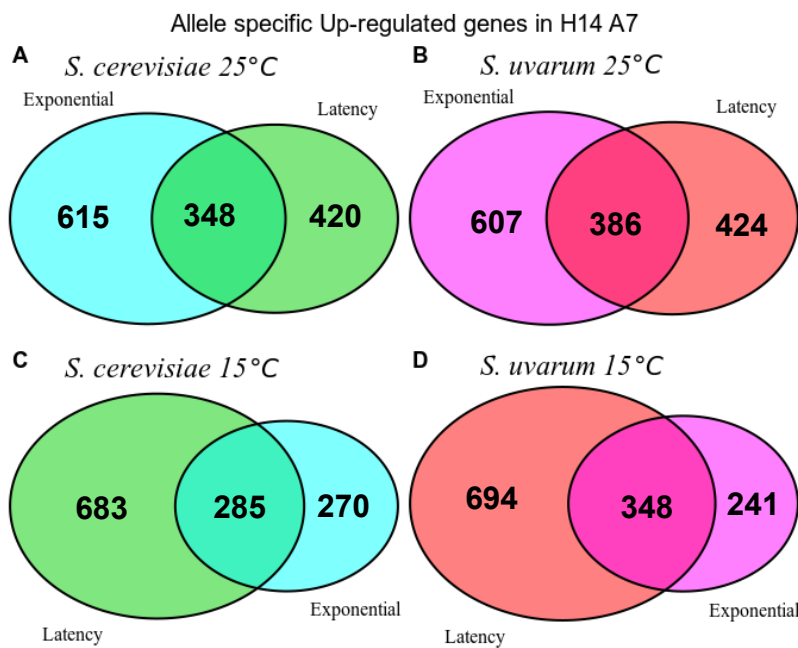 Allele specific Up-regulated genes in H14 A7
A
S. cerevisiae 25°C
Exponential
Latency
615
348
420
B
S. uvarum 25°C
Exponential
Latency
607
386
424
C
S. cerevisiae 15°C
683
285
270
Latency
Exponential
D
S. uvarum 15°C
694
348
241
Latency
Exponential